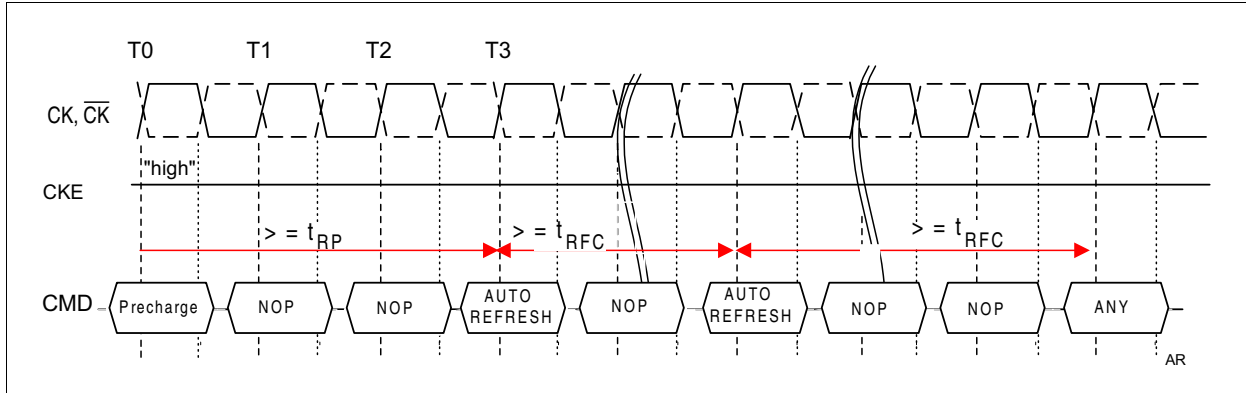 T0 T1 T2 T3
CK, CK
"high"
CKE
> = tRP > = tRFC > = tRFC
CMD Precharge NOP NOP AUTO REFRESH NOP AUTO REFRESH NOP NOP ANY
AR